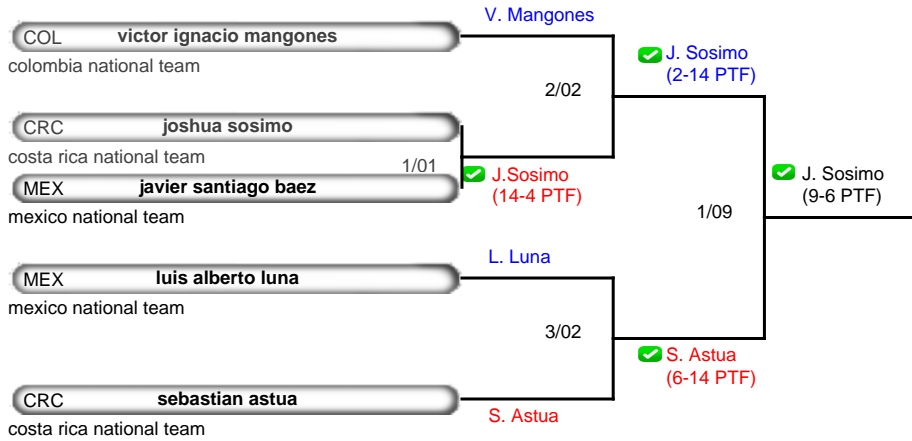 V. Mangones
COL victor ignacio mangones
colombia national team
J. Sosimo
(2-14 PTF)
2/02
CRC joshua sosimo
costa rica national team
1/01
J.Sosimo
(14-4 PTF)
MEX javier santiago baez
mexico national team
J. Sosimo
(9-6 PTF)
1/09
L. Luna
MEX luis alberto luna
mexico national team
3/02
S. Astua
(6-14 PTF)
CRC sebastian astua
S. Astua
costa rica national team